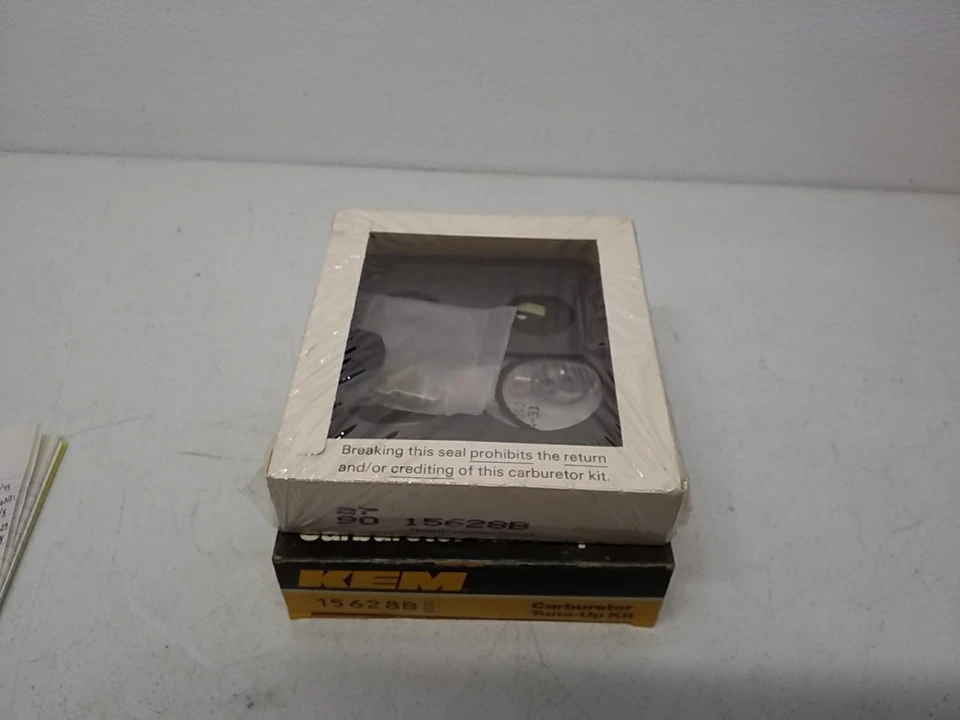 -33
Breaking this seal prohibits the return
and/or crediting of this carburetor kit.
90 15628B
KEM
15628B
Carburetor
Tune-Up Kit